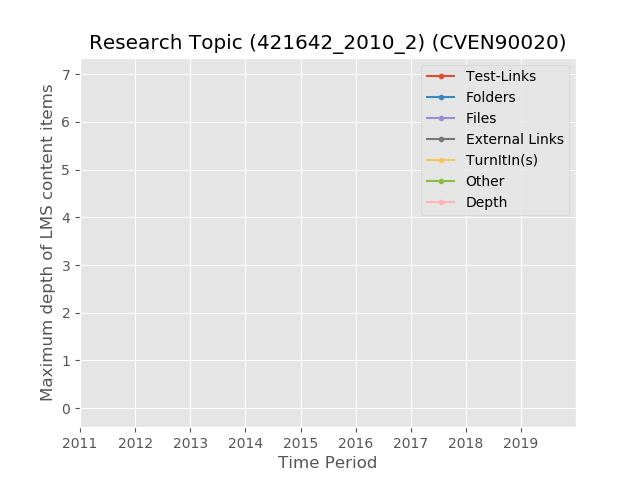 Research Topic (421642_2010_2) (CVEN90020)
Maximum depth of LMS content items
7
6
5
4
3
2
1
0
Test-Links
Folders
Files
External Links
TurnItIn(s)
Other
Depth
2011 2012 2013 2014 2015 2016 2017 2018 2019
Time Period